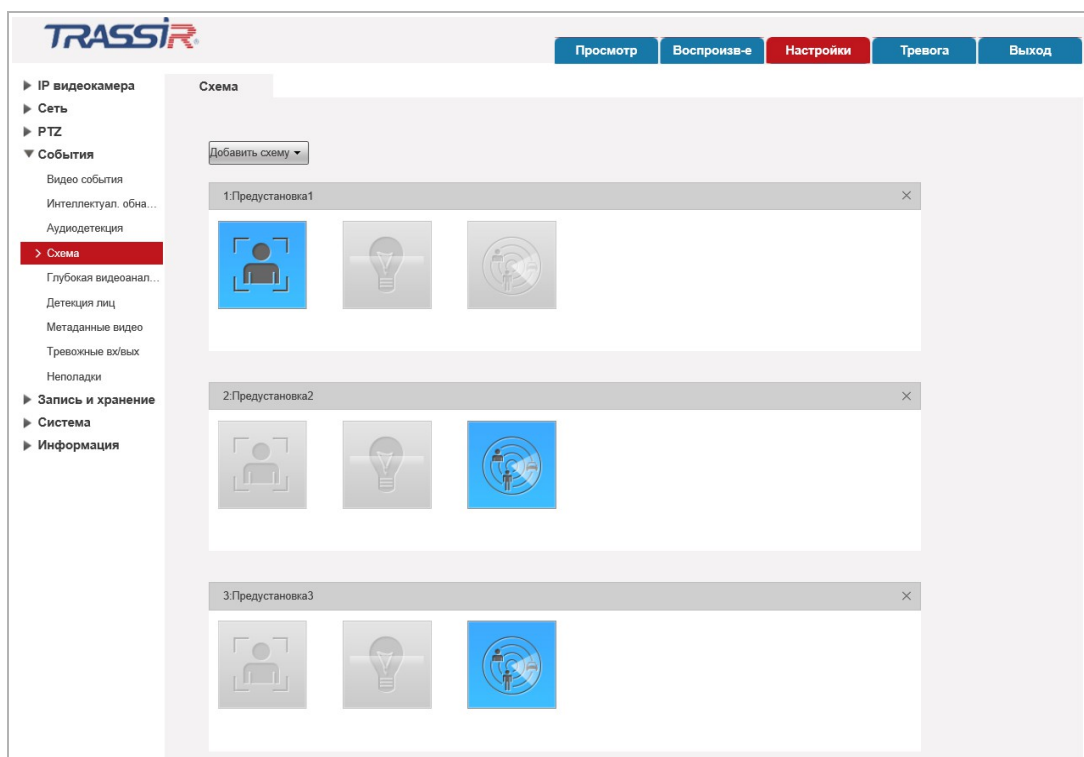 TRASSIR
Просмотр
Воспроизв-е
Настройки
Тревога
Выход
IP видеокамера
Сеть
PTZ
События
Видео события
Интеллектуал. обна...
Аудиодетекция
Схема
Глубокая видеоанал...
Детекция лиц
Метаданные видео
Тревожные вх/вых
Неполадки
Запись и хранение
Система
Информация
Схема
Добавить схему
1:Предустановка1
2:Предустановка2
3:Предустановка3